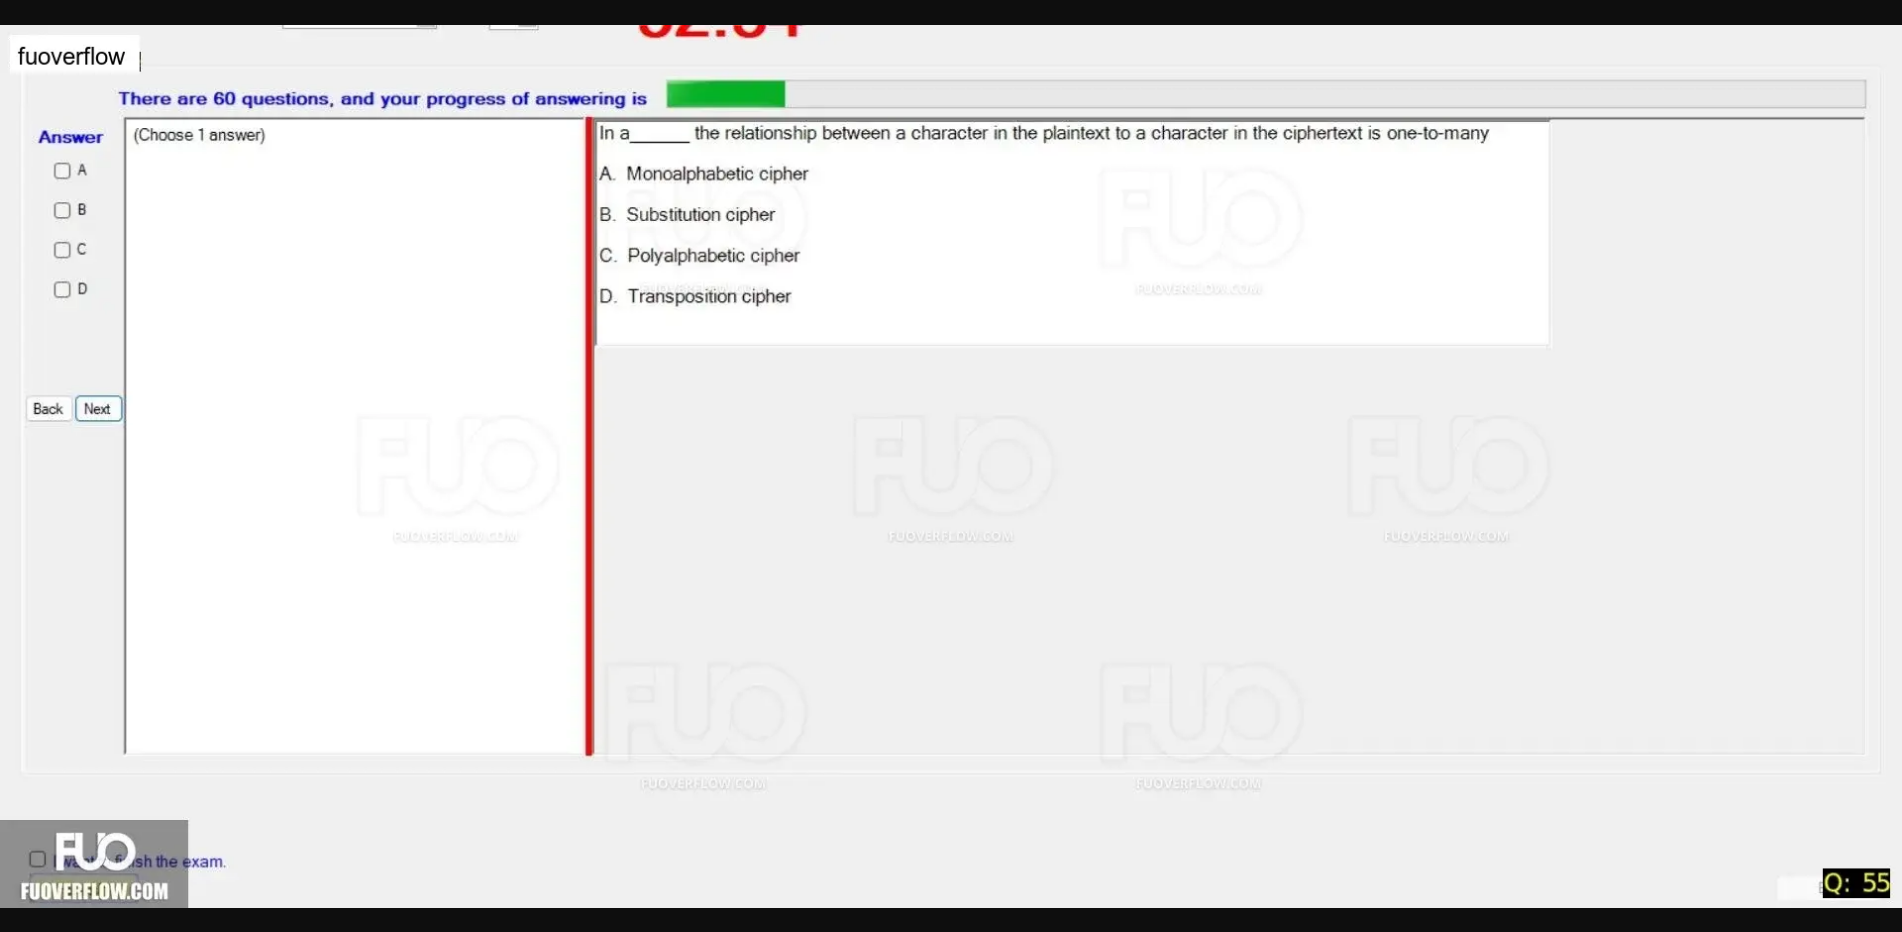 fuoverflow
There are 60 questions, and your progress of answering is
Answer
(Choose 1 answer)
A
B
C
D
Back
Next
In a______ the relationship between a character in the plaintext to a character in the ciphertext is one-to-many
A. Monoalphabetic cipher
B. Substitution cipher
C. Polyalphabetic cipher
D. Transposition cipher
FUO
FUOVERFLOW.COM
FUO
FUOVERFLOW.COM
FUO
FUOVERFLOW.COM
FUO
FUOVERFLOW.COM
FUO
FUOVERFLOW.COM
FUO
FUOVERFLOW.COM
FUO
FUOVERFLOW.COM
the exam.
FUO
FUOVERFLOW.COM
Q: 55